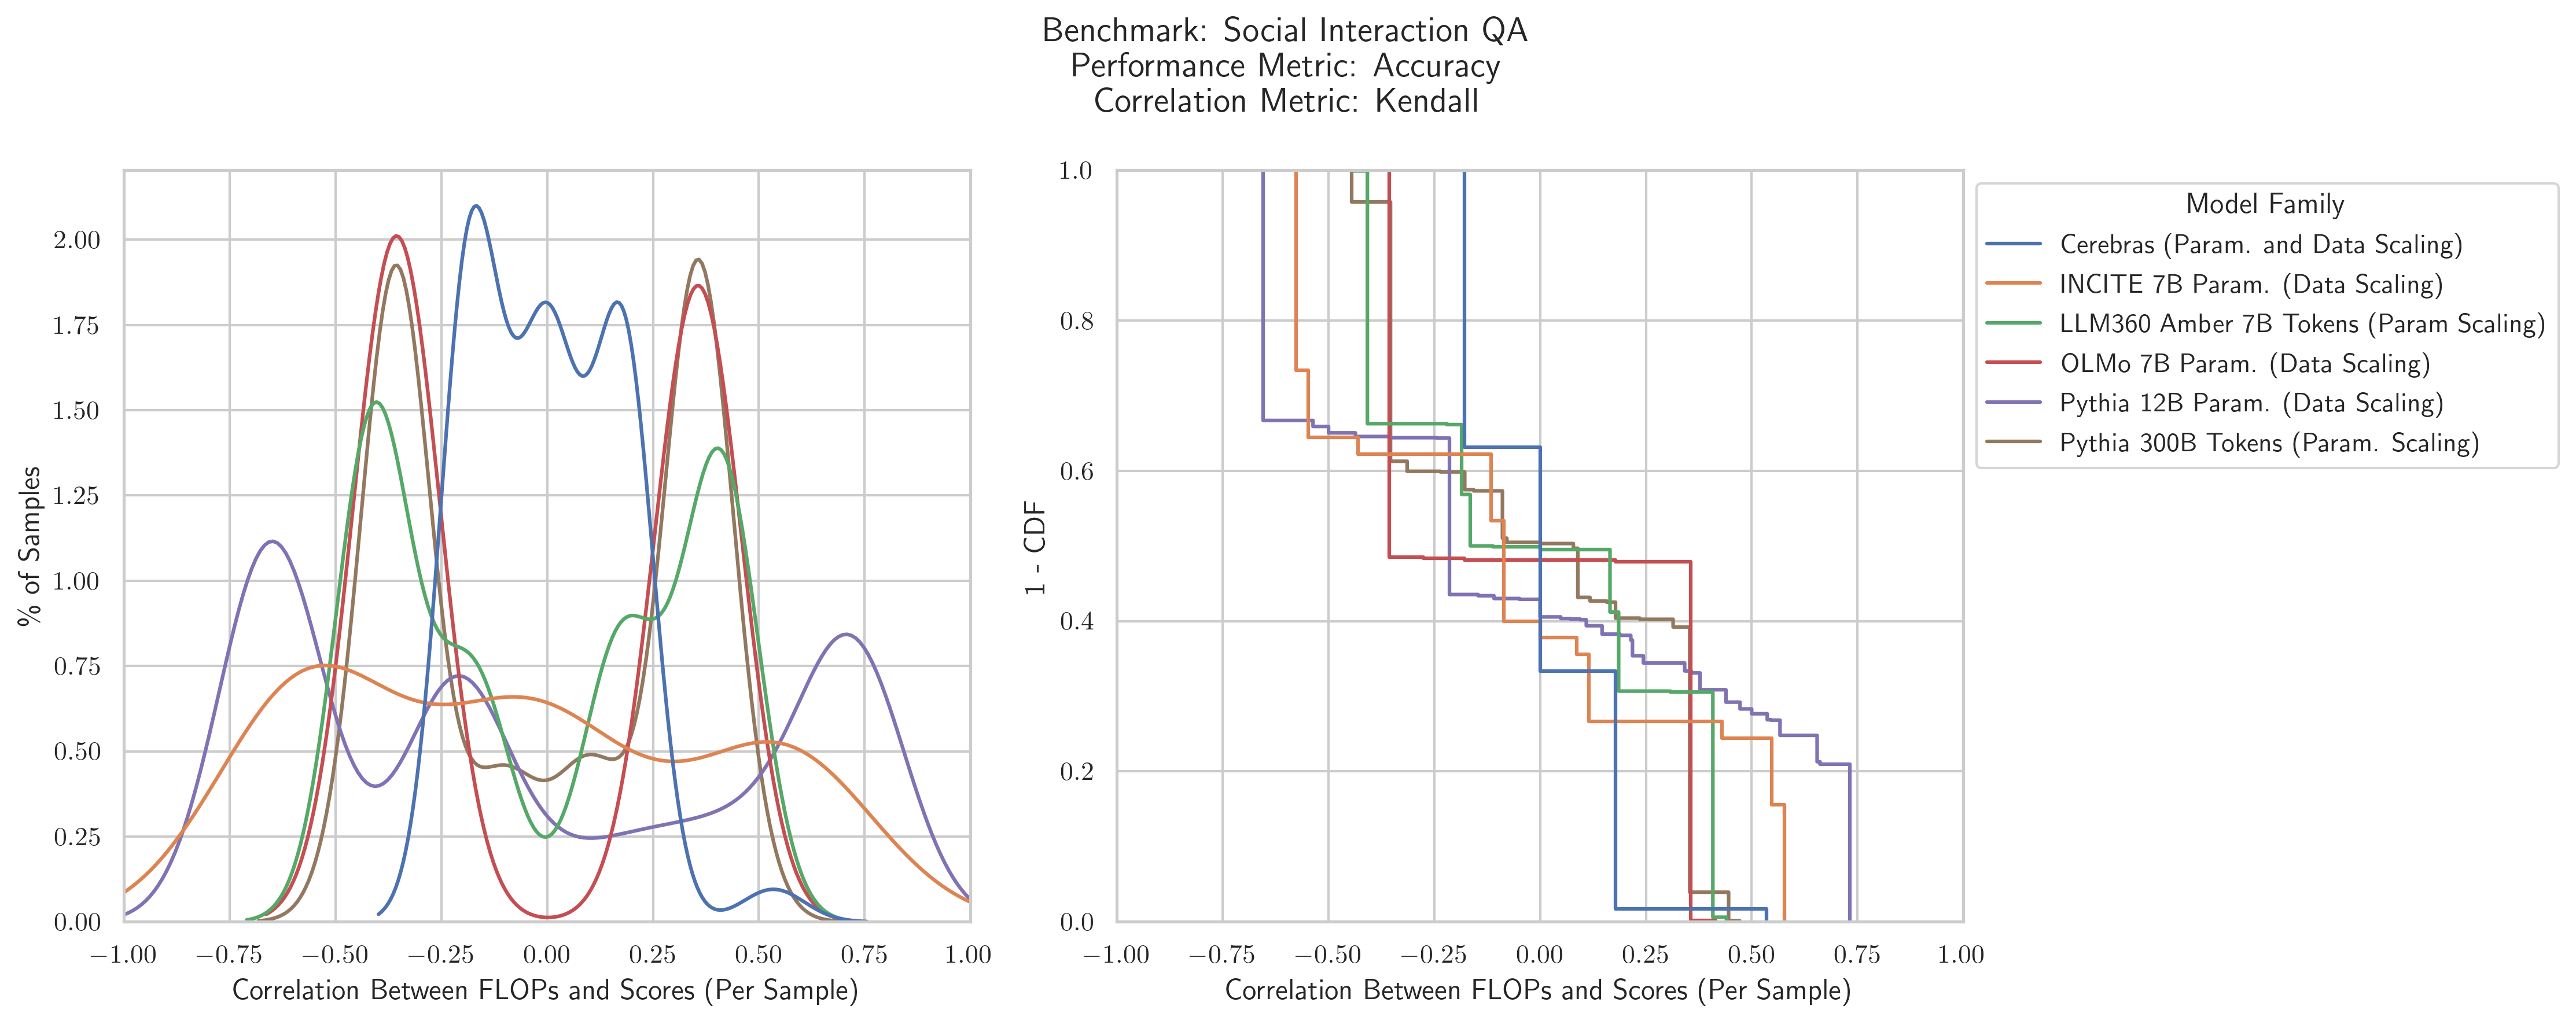 Benchmark: Social Interaction QA
Performance Metric: Accuracy
Correlation Metric: Kendall
% of Samples
2.00
1.75
1.50
1.25
1.00
0.75
0.50
0.25
0.00
−1.00 −0.75 −0.50 −0.25 0.00 0.25 0.50 0.75 1.00
Correlation Between FLOPs and Scores (Per Sample)
1 - CDF
1.0
0.8
0.6
0.4
0.2
0.0
−1.00 −0.75 −0.50 −0.25 0.00 0.25 0.50 0.75 1.00
Correlation Between FLOPs and Scores (Per Sample)
Model Family
Cerebras (Param. and Data Scaling)
INCITE 7B Param. (Data Scaling)
LLM360 Amber 7B Tokens (Param Scaling)
OLMo 7B Param. (Data Scaling)
Pythia 12B Param. (Data Scaling)
Pythia 300B Tokens (Param. Scaling)